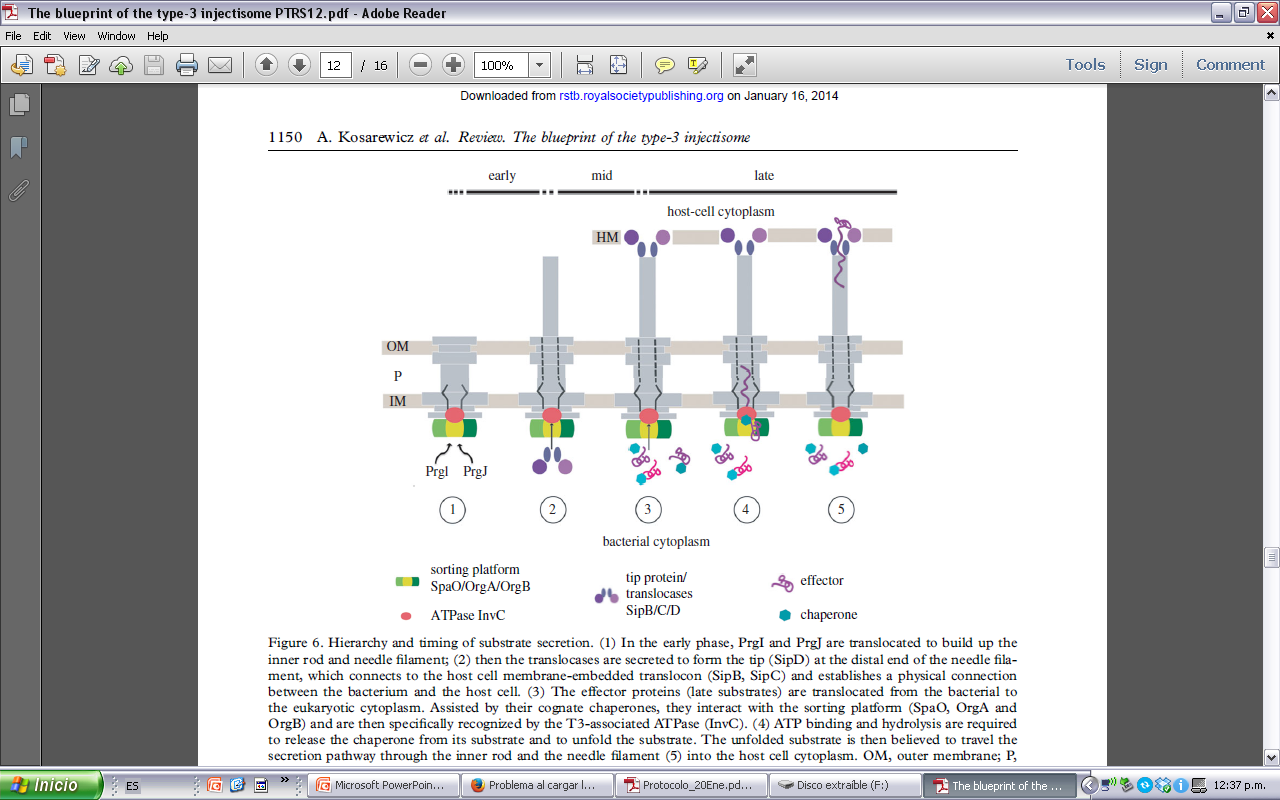 The blueprint of the type-3 injectisome PTRS12.pdf - Adobe Reader
File Edit View Window Help
12 / 16 100% Tools Sign Comment
Downloaded from rstb.royalsocietypublishing.org on January 16, 2014
1150 A. Kosarewicz et al. Review. The blueprint of the type-3 injectisome
early mid late
host-cell cytoplasm
HM
OM
P
IM
PrgI PrgJ
1 2 3 4 5
bacterial cytoplasm
sorting platform
SpaO/OrgA/OrgB
ATPase InvC
tip protein/
translocases
SipB/C/D
effector
chaperone
Figure 6. Hierarchy and timing of substrate secretion. (1) In the early phase, PrgI and PrgJ are translocated to build up the
inner rod and needle filament; (2) then the translocases are secreted to form the tip (SipD) at the distal end of the needle fila-
ment, which connects to the host cell membrane-embedded translocon (SipB, SipC) and establishes a physical connection
between the bacterium and the host cell. (3) The effector proteins (late substrates) are translocated from the bacterial to
the eukaryotic cytoplasm. Assisted by their cognate chaperones, they interact with the sorting platform (SpaO, OrgA and
OrgB) and are then specifically recognized by the T3-associated ATPase (InvC). (4) ATP binding and hydrolysis are required
to release the chaperone from its substrate and to unfold the substrate. The unfolded substrate is then believed to travel the
secretion pathway through the inner rod and the needle filament (5) into the host cell cytoplasm. OM, outer membrane; P,
Inicio ES » Microsoft PowerPoin... Problema al cargar l... Protocolo_20Ene.pd... Disco extraíble (F:) The blueprint of the ... 12:37 p.m.